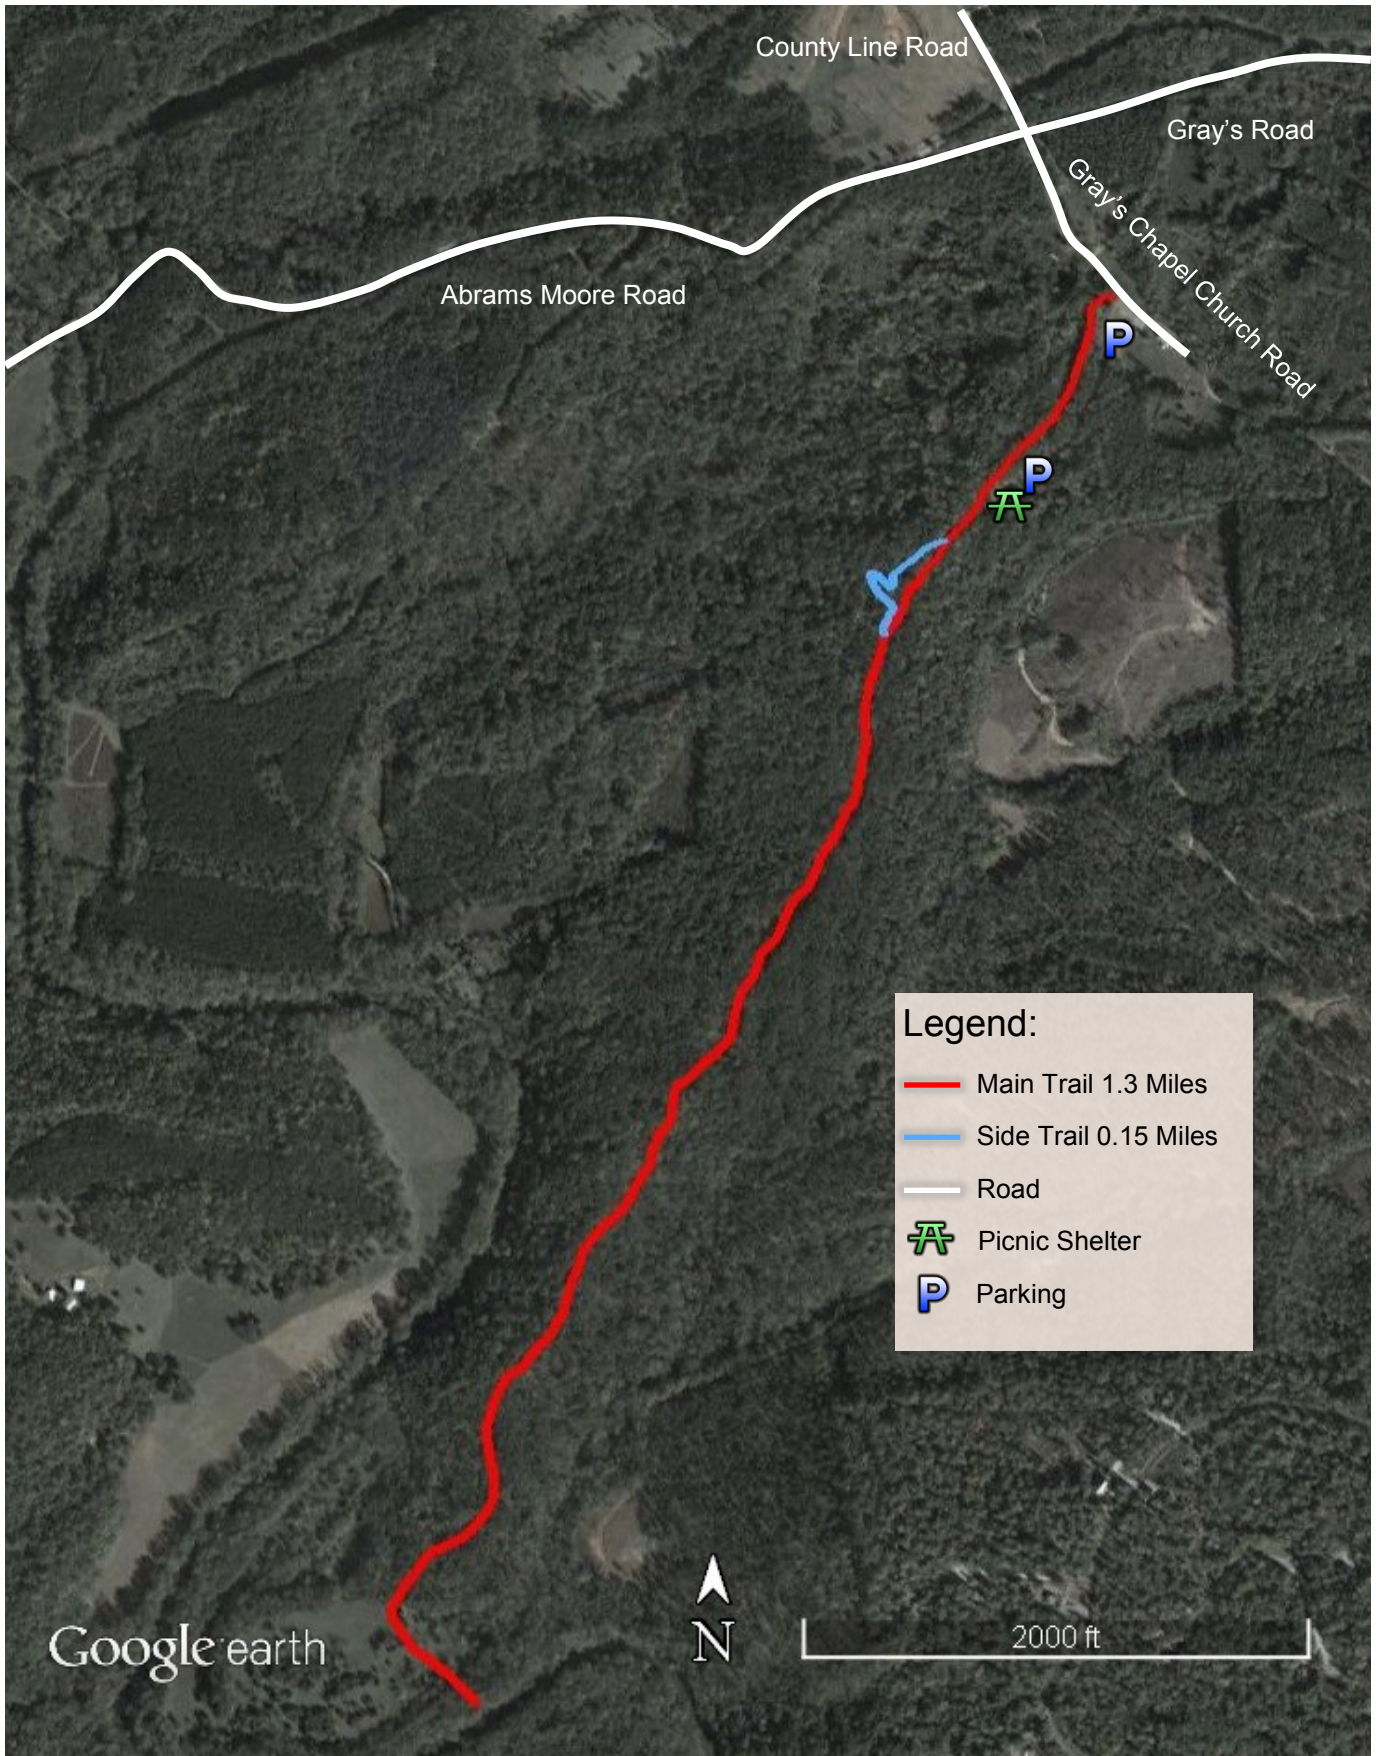 County Line Road
Gray's Road
Gray's Chapel Church Road
Abrams Moore Road
P
P
Legend:
Main Trail 1.3 Miles
Side Trail 0.15 Miles
Road
Picnic Shelter
P Parking
N
2000 ft
Google earth